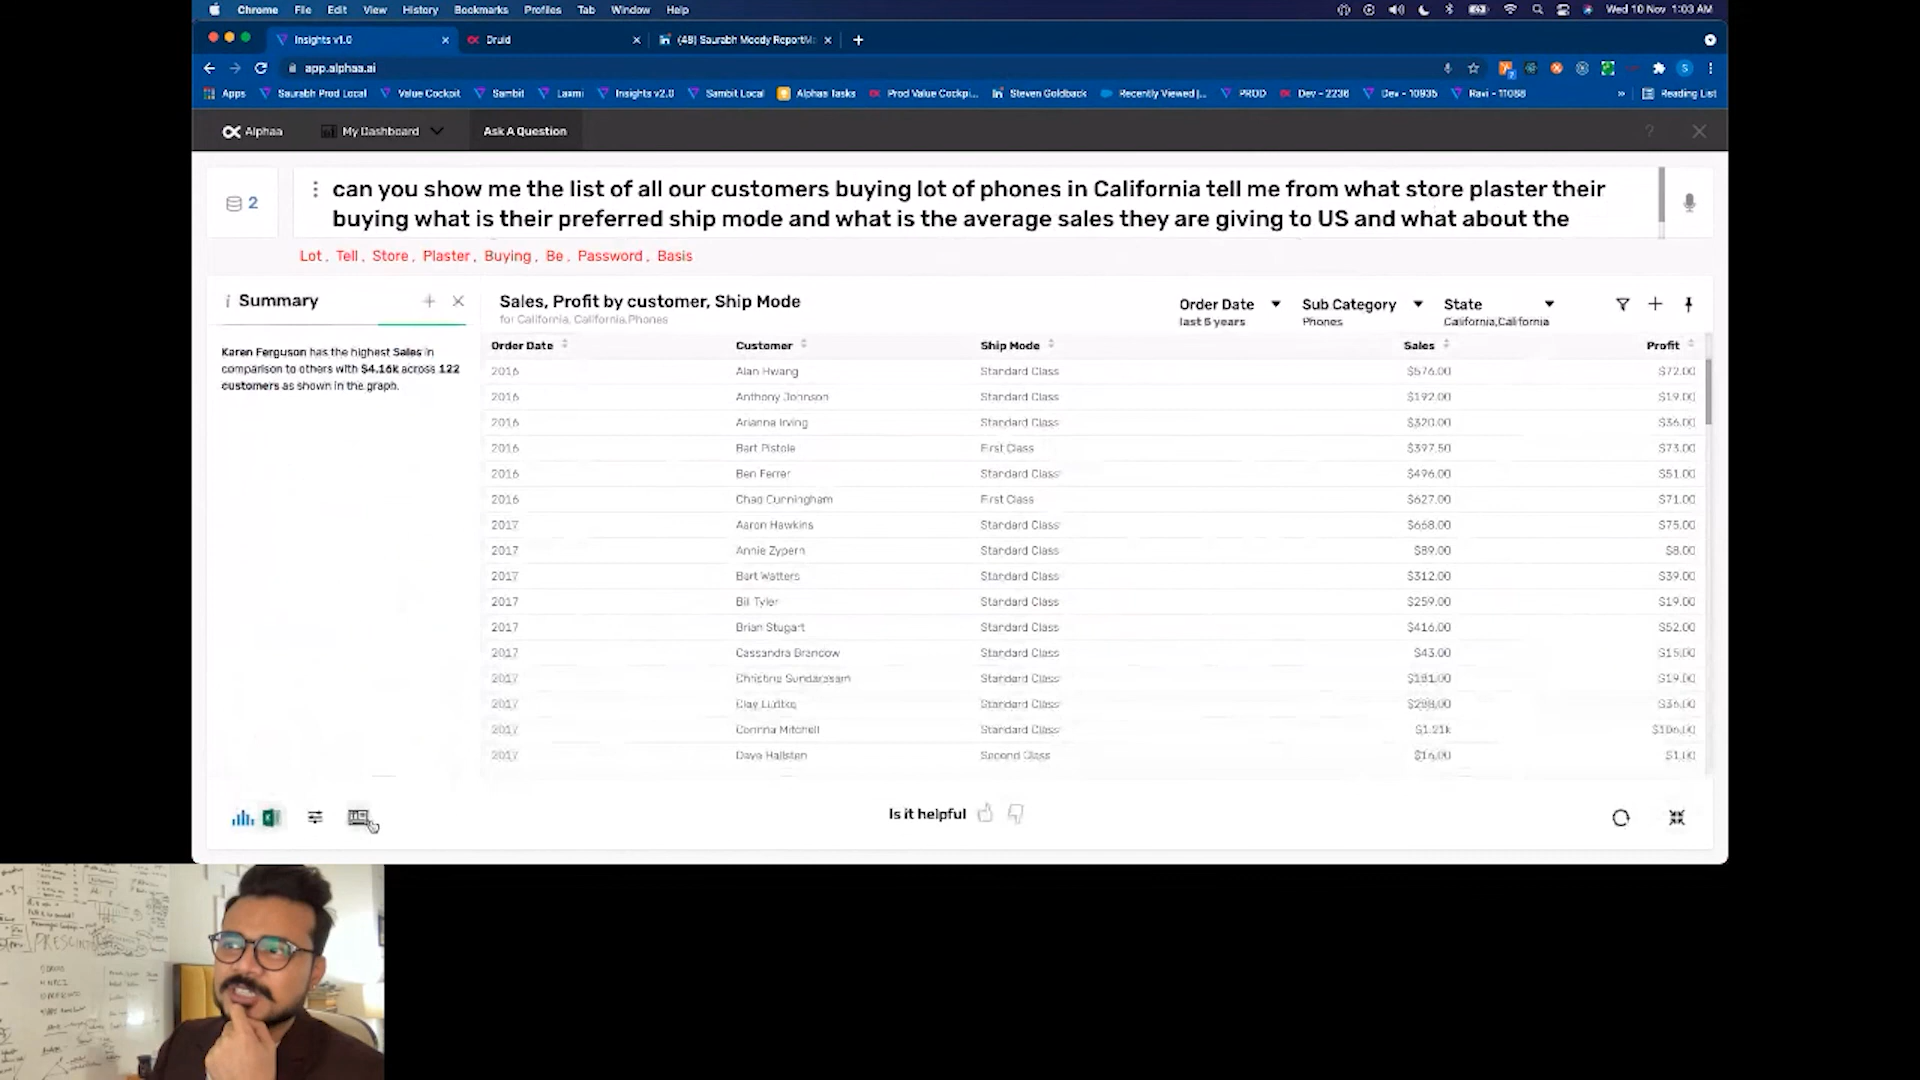 Chrome File Edit View History Bookmarks Profiles Tab Window Help Wed 10 Nov 1:03 AM
Insights v1.0 Druid (48) Saurabh Moody ReportMa
app.alphaa.ai
Apps Saurabh Prod Local Value Cockpit Sambit Laxmi Insights v2.0 Sambit Local Alphaa Tasks Prod Value Cockpi... Steven Goldback Recently Viewed |... PROD Dev - 2236 Dev - 10935 Ravi - 11088 » Reading List
Alphaa My Dashboard Ask A Question ?
2
can you show me the list of all our customers buying lot of phones in California tell me from what store plaster their
buying what is their preferred ship mode and what is the average sales they are giving to US and what about the
Lot , Tell , Store , Plaster , Buying , Be , Password , Basis
i Summary
Karen Ferguson has the highest Sales in
comparison to others with $4.16k across 122
customers as shown in the graph.
Sales, Profit by customer, Ship Mode
for California, California,Phones
Order Date Sub Category State
last 5 years Phones California,California
Order Date Customer Ship Mode Sales Profit
2016 Alan Hwang Standard Class $576.00 $72.00
2016 Anthony Johnson Standard Class $192.00 $19.00
2016 Arianne Irving Standard Class $320.00 $36.00
2016 Bart Pistole First Class $397.50 $73.00
2016 Ben Ferrer Standard Class $496.00 $51.00
2016 Chad Cunningham First Class $627.00 $71.00
2017 Aaron Hawkins Standard Class $668.00 $75.00
2017 Annie Zypern Standard Class $89.00 $8.00
2017 Bart Watters Standard Class $312.00 $39.00
2017 Bill Tyler Standard Class $259.00 $19.00
2017 Brian Stugart Standard Class $416.00 $52.00
2017 Cassandra Brandow Standard Class $43.00 $15.00
2017 Christine Sundaresam Standard Class $181.00 $19.00
2017 Clay Ludtke Standard Class $36.00
2017 Corinna Mitchell Standard Class $1.21k
2017 Dave Hallsten Second Class $16.00 $1.00
Is it helpful
PRESCIN